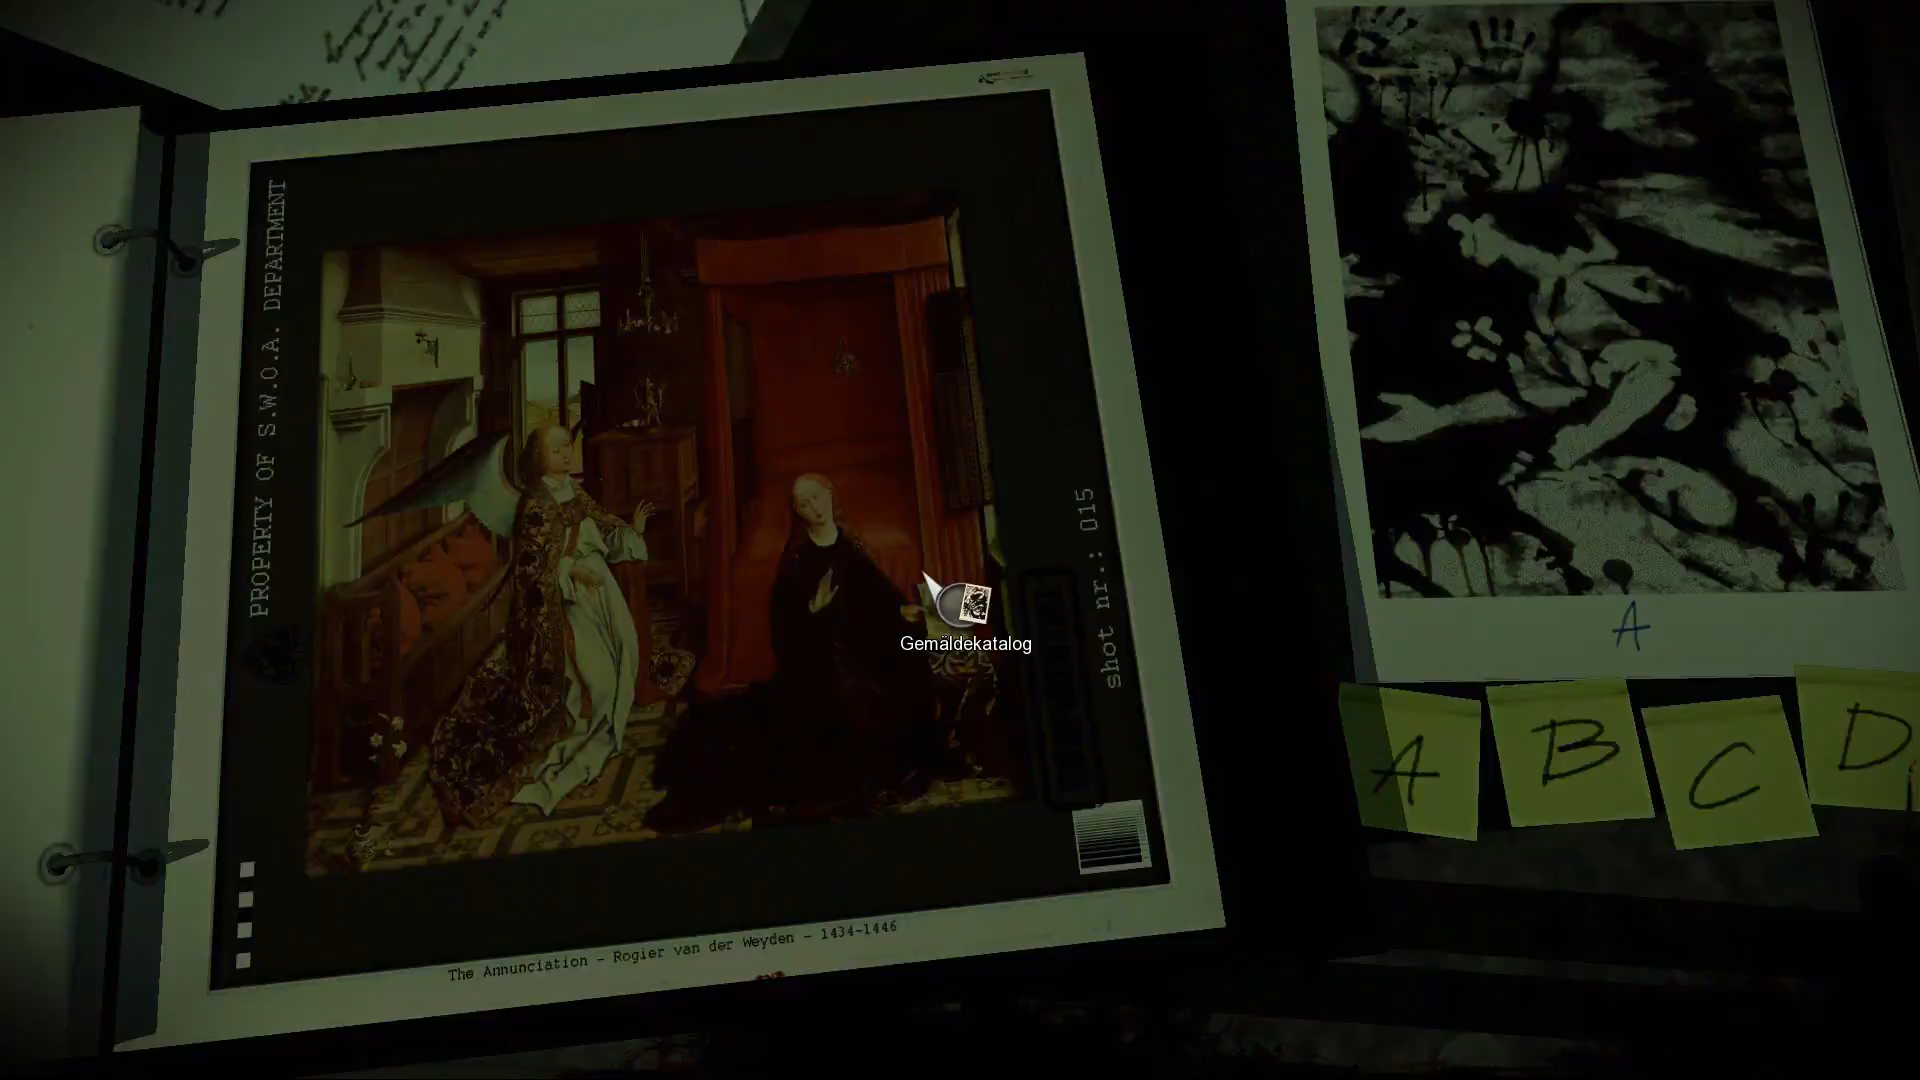 PROPERTY OF S.W.O.A. DEPARTMENT
shot nr.: 015
Gemäldekatalog
The Annunciation - Rogier van der Weyden - 1434-1446
A
A
B
C
D